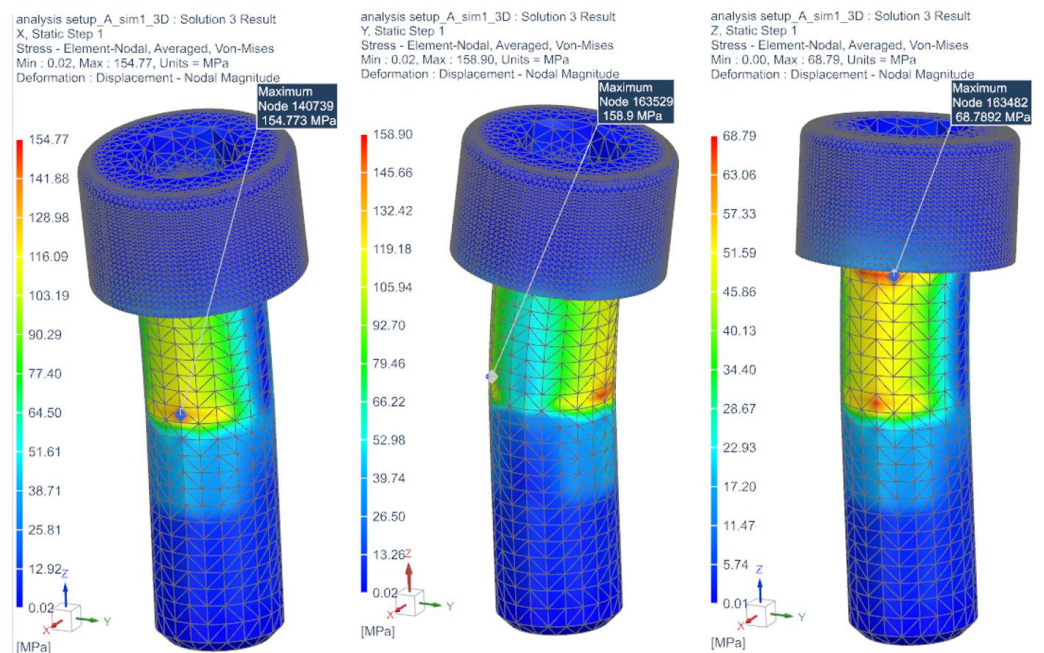 analysis setup_A_sim1_3D : Solution 3 Result
X, Static Step 1
Stress - Element-Nodal, Averaged, Von-Mises
Min : 0.02, Max : 154.77, Units = MPa
Deformation : Displacement - Nodal Magnitude
Maximum
Node 140739
154.773 MPa
154.77
141.88
128.98
116.09
103.19
90.29
77.40
64.50
51.61
38.71
25.81
12.92
0.02
[MPa]
Z
X
Y
analysis setup_A_sim1_3D : Solution 3 Result
Y, Static Step 1
Stress - Element-Nodal, Averaged, Von-Mises
Min : 0.02, Max : 158.90, Units = MPa
Deformation : Displacement - Nodal Magnitude
Maximum
Node 163529
158.9 MPa
158.90
145.66
132.42
119.18
105.94
92.70
79.46
66.22
52.98
39.74
26.50
13.26
0.02
[MPa]
Z
X
Y
analysis setup_A_sim1_3D : Solution 3 Result
Z, Static Step 1
Stress - Element-Nodal, Averaged, Von-Mises
Min : 0.00, Max : 68.79, Units = MPa
Deformation : Displacement - Nodal Magnitude
Maximum
Node 163482
68.7892 MPa
68.79
63.06
57.33
51.59
45.86
40.13
34.40
28.67
22.93
17.20
11.47
5.74
0.01
[MPa]
Z
X
Y